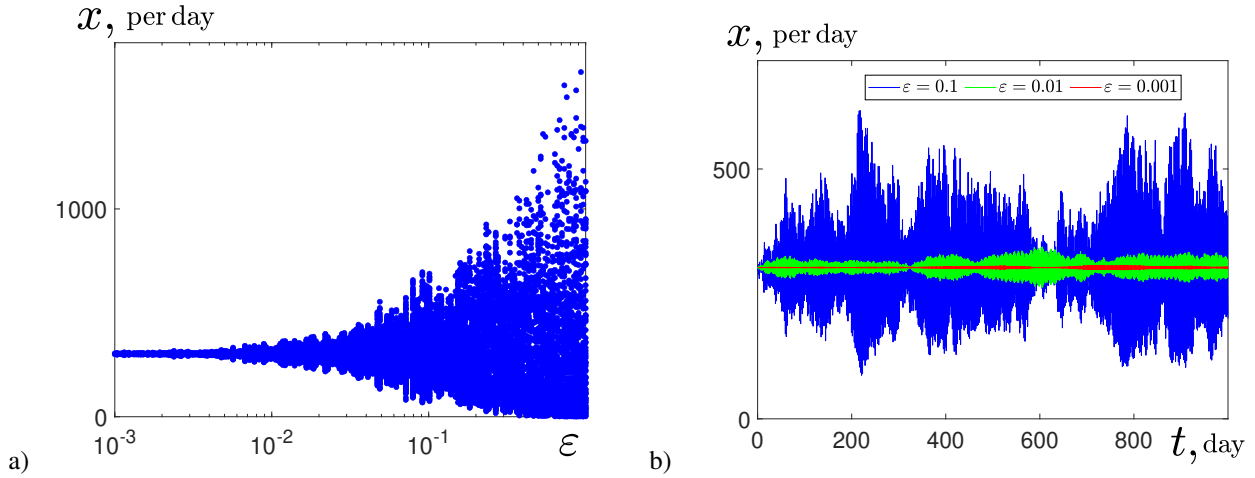 x, per day
1000
0
10^-3
10^-2
10^-1
ε
a)
x, per day
ε = 0.1 ε = 0.01 ε = 0.001
500
0
0 200 400 600 800 t, day
b)